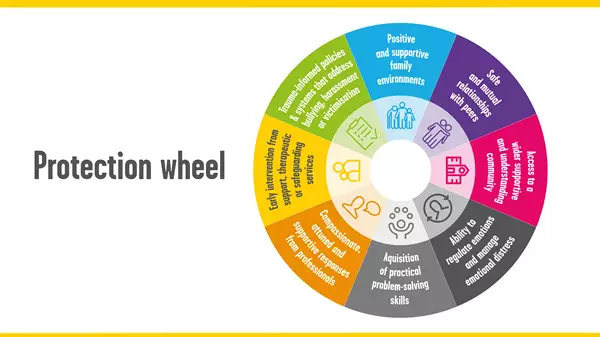 Protection wheel
Positive
and supportive
family
environments
Safe
and mutual
relationships
with peers
Access to a
wider supportive
and understanding
community
Ability to
regulate emotions
and manage
emotional distress
Aquisition
of practical
problem-solving
skills
Compassionate,
attuned and
supportive responses
from professionals
Early intervention from
support, therapeutic
or safeguarding
services
Trauma-informed policies
& systems that address
bullying, harassment
or victimisation